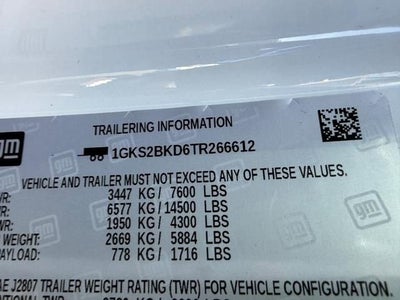 gm
TRAILERING INFORMATION
1GKS2BKD6TR266612
gm
VEHICLE AND TRAILER MUST NOT EXCEED ANY OF THESE VALUES.
3447 KG/ 7600 LBS
6577 KG/ 14500 LBS
1950 KG/ 4300 LBS
WEIGHT: 2669 KG/ 5884 LBS
778 KG/ 1716 LBS
J2807 TRAILER WEIGHT RATING (TWR) FOR VEHICLE CONFIGURATION.